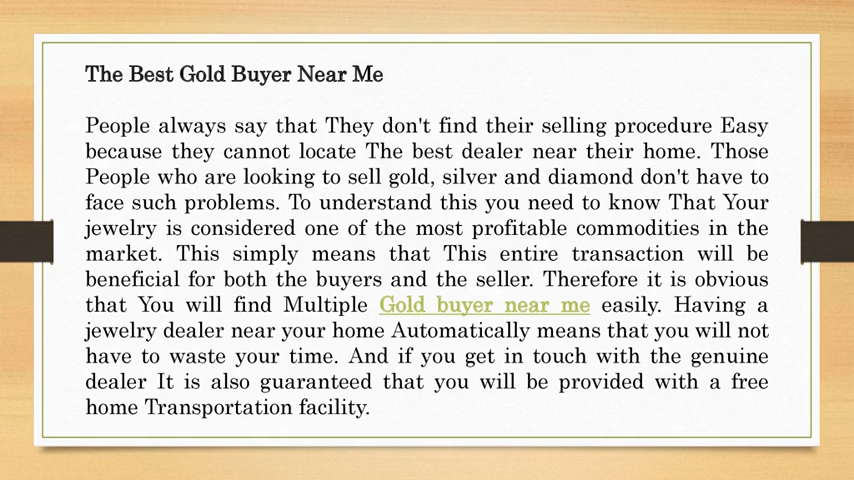 The Best Gold Buyer Near Me
People always say that They don't find their selling procedure Easy
because they cannot locate The best dealer near their home. Those
People who are looking to sell gold, silver and diamond don't have to
face such problems. To understand this you need to know That Your
jewelry is considered one of the most profitable commodities in the
market. This simply means that This entire transaction will be
beneficial for both the buyers and the seller. Therefore it is obvious
that You will find Multiple Gold buyer near me easily. Having a
jewelry dealer near your home Automatically means that you will not
have to waste your time. And if you get in touch with the genuine
dealer It is also guaranteed that you will be provided with a free
home Transportation facility.